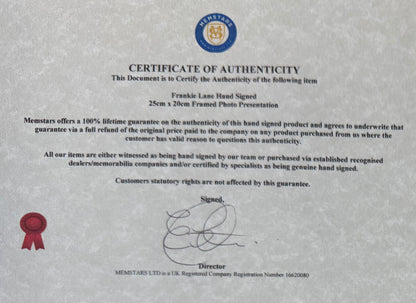 MEMSTARS
CERTIFICATE OF AUTHENTICITY
This Document is to Certify the Authenticity of the following item
Frankie Lane Hand Signed
25cm x 20cm Framed Photo Presentation
Memstars offers a 100% lifetime guarantee on the authenticity of this hand signed product and agrees to underwrite that
guarantee via a full refund of the original price paid to the company on any product purchased from us where the
customer has valid reason to questions this authenticity.
All our items are either witnessed as being hand signed by our team or purchased via established recognised
dealers/memorabilia companies and/or certified by specialists as being genuine hand signed.
Customers statutory rights are not affected by this guarantee.
Signed,
Director
MEMSTARS LTD is a UK Registered Company Registration Number 16620080